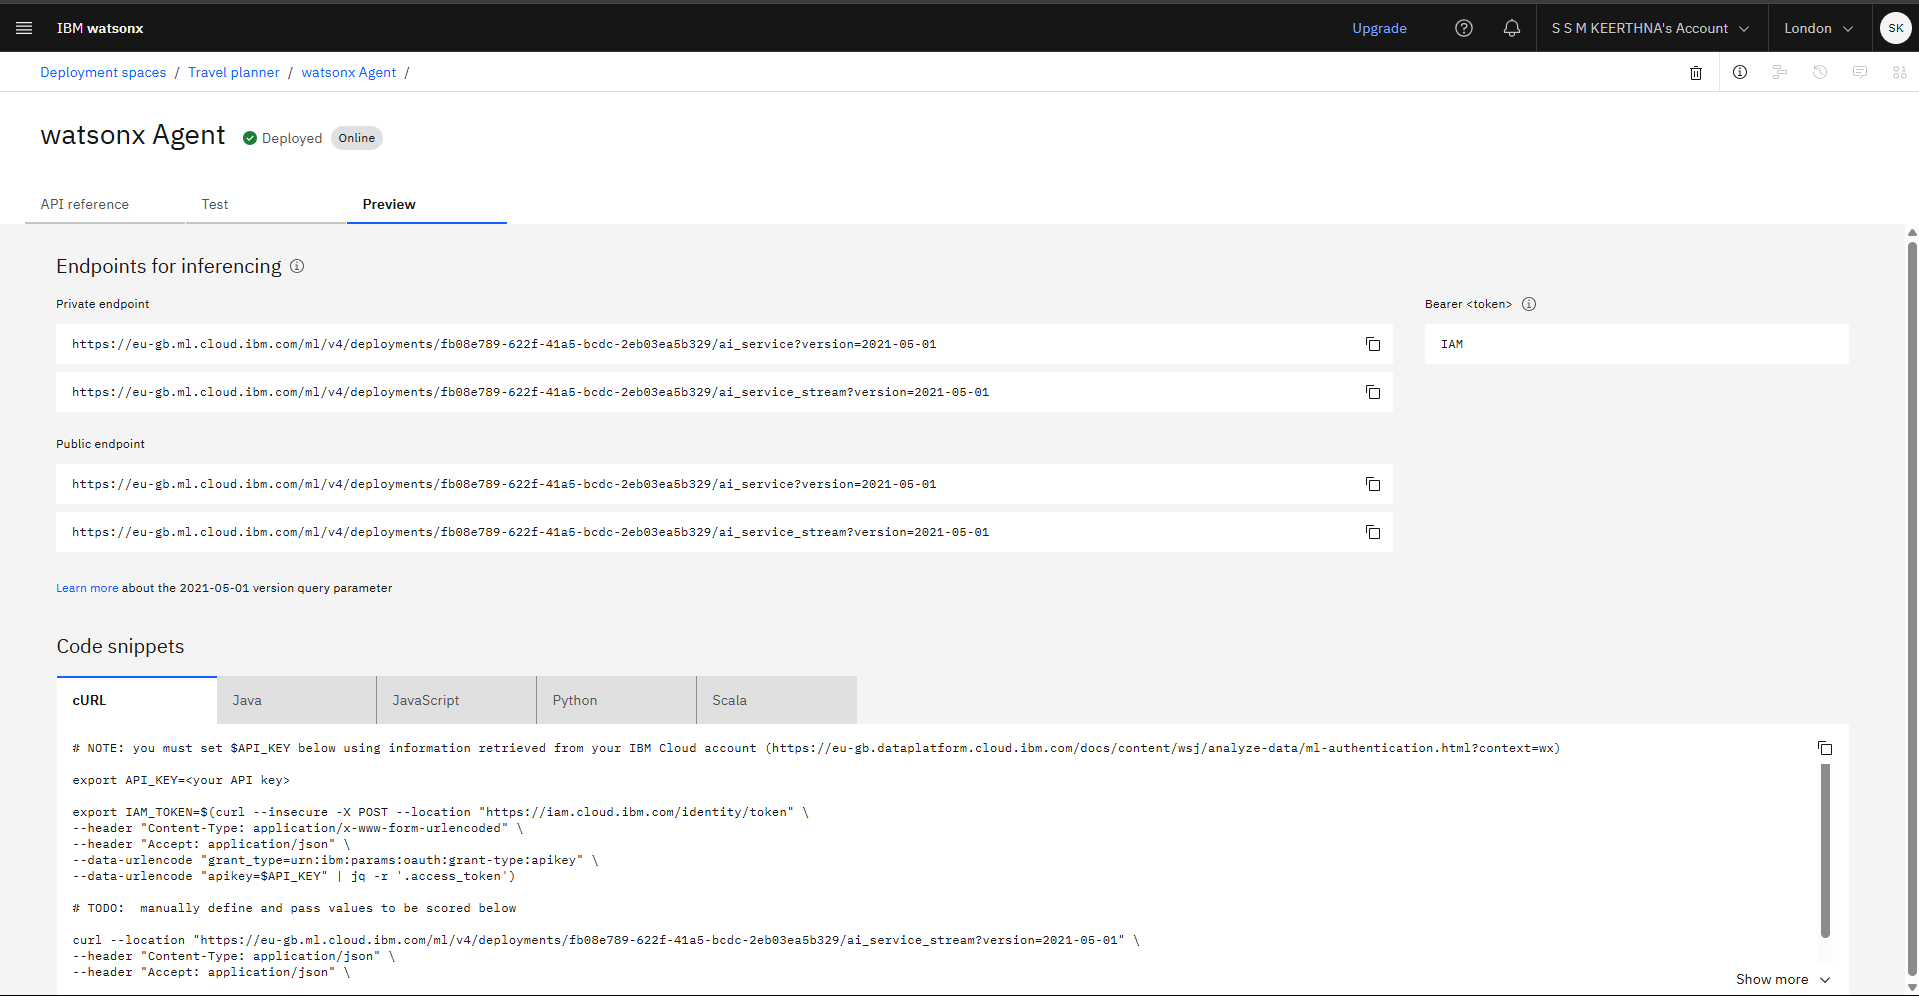 IBM watsonx
Upgrade
S S M KEERTHNA's Account
London
SK
Deployment spaces / Travel planner / watsonx Agent /
watsonx Agent
Deployed
Online
API reference
Test
Preview
Endpoints for inferencing
Private endpoint
https://eu-gb.ml.cloud.ibm.com/ml/v4/deployments/fb08e789-622f-41a5-bcdc-2eb03ea5b329/ai_service?version=2021-05-01
https://eu-gb.ml.cloud.ibm.com/ml/v4/deployments/fb08e789-622f-41a5-bcdc-2eb03ea5b329/ai_service_stream?version=2021-05-01
Bearer <token>
IAM
Public endpoint
https://eu-gb.ml.cloud.ibm.com/ml/v4/deployments/fb08e789-622f-41a5-bcdc-2eb03ea5b329/ai_service?version=2021-05-01
https://eu-gb.ml.cloud.ibm.com/ml/v4/deployments/fb08e789-622f-41a5-bcdc-2eb03ea5b329/ai_service_stream?version=2021-05-01
Learn more about the 2021-05-01 version query parameter
Code snippets
cURL
Java
JavaScript
Python
Scala
# NOTE: you must set $API_KEY below using information retrieved from your IBM Cloud account (https://eu-gb.dataplatform.cloud.ibm.com/docs/content/wsj/analyze-data/ml-authentication.html?context=wx)
export API_KEY=<your API key>
export IAM_TOKEN=$(curl --insecure -X POST --location "https://iam.cloud.ibm.com/identity/token" \
--header "Content-Type: application/x-www-form-urlencoded" \
--header "Accept: application/json" \
--data-urlencode "grant_type=urn:ibm:params:oauth:grant-type:apikey" \
--data-urlencode "apikey=$API_KEY" | jq -r '.access_token')
# TODO:  manually define and pass values to be scored below
curl --location "https://eu-gb.ml.cloud.ibm.com/ml/v4/deployments/fb08e789-622f-41a5-bcdc-2eb03ea5b329/ai_service_stream?version=2021-05-01" \
--header "Content-Type: application/json" \
--header "Accept: application/json" \
Show more